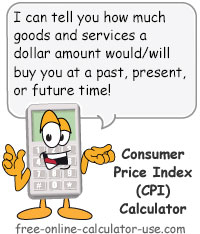 I can tell you how much
goods and services a
dollar amount would/will
buy you at a past, present,
or future time!
Consumer
Price Index
(CPI)
Calculator
free-online-calculator-use.com